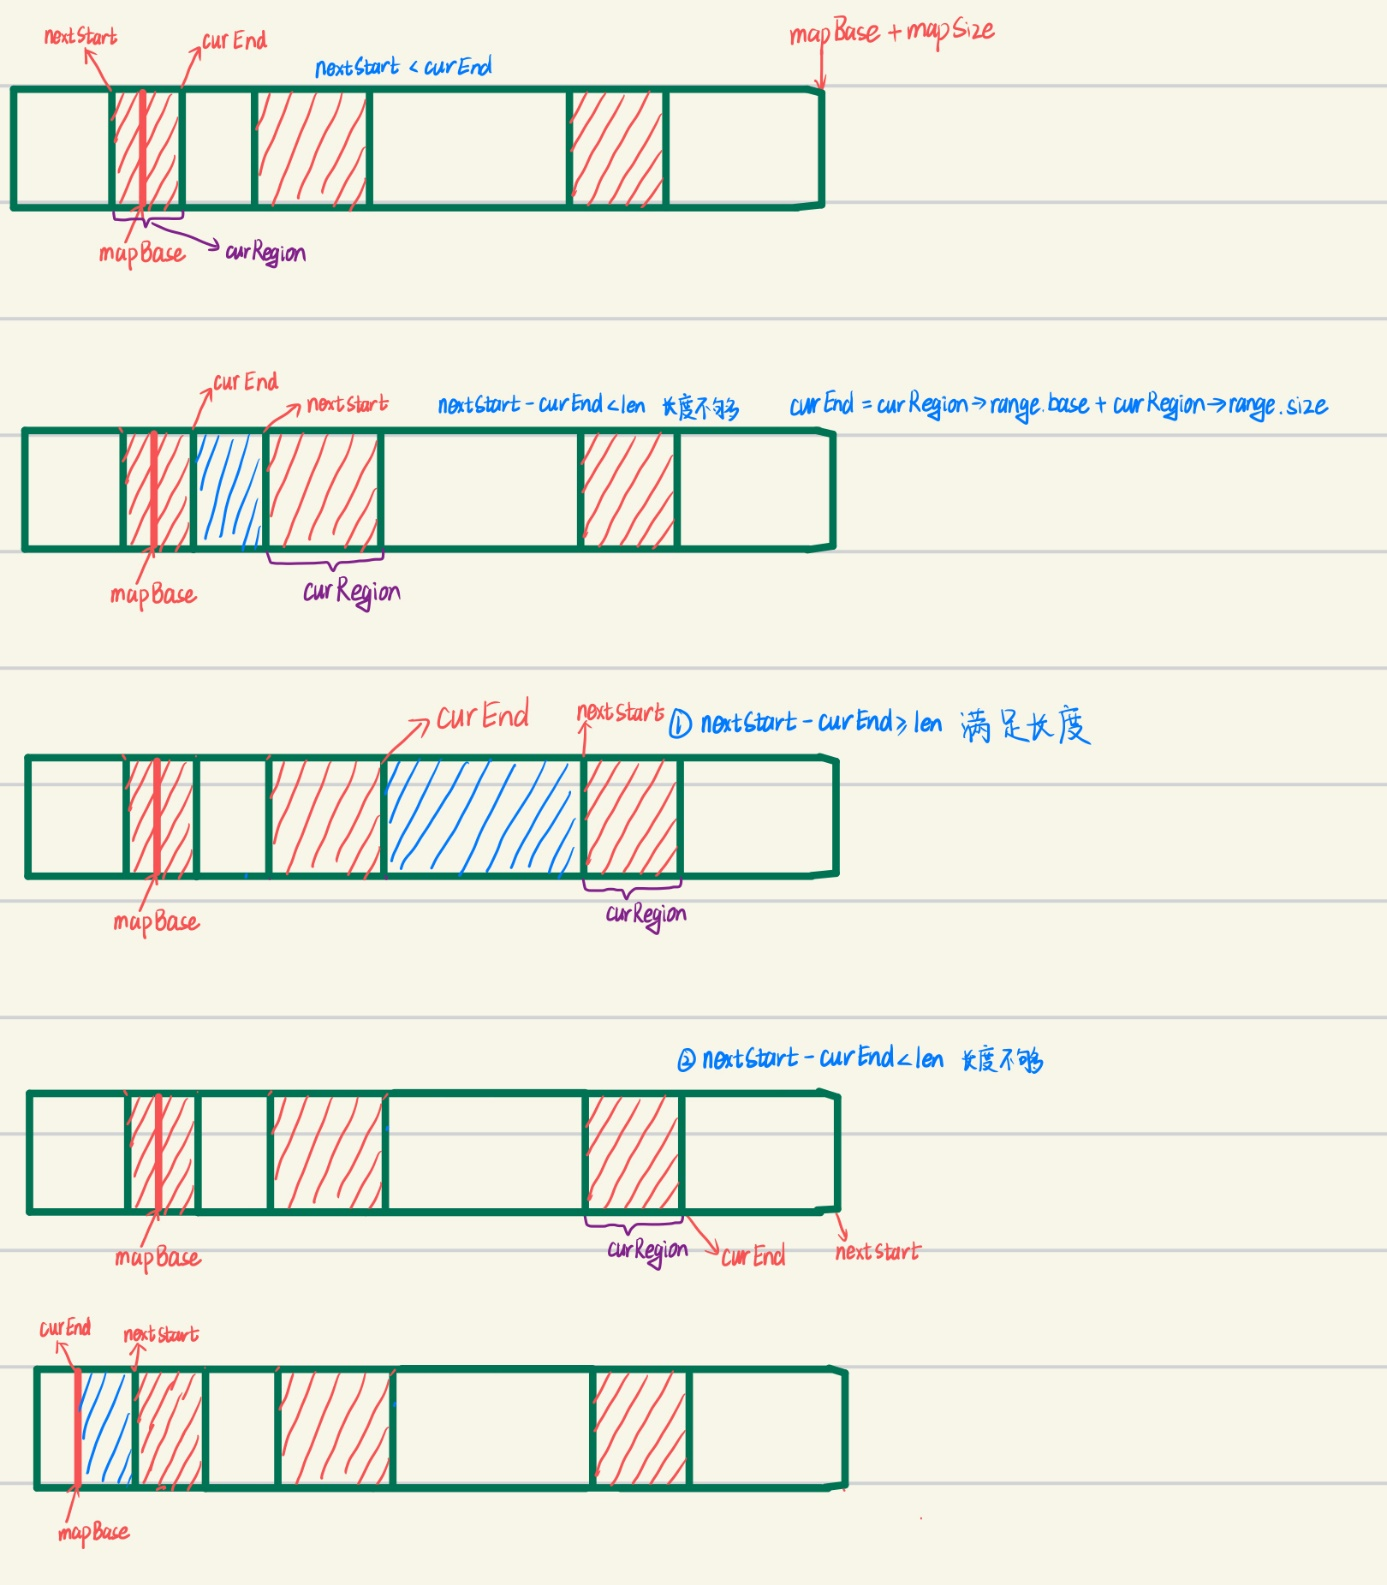 nextStart
curEnd
nextStart < curEnd
mapBase + mapSize
mapBase
curRegion
curEnd
nextStart
nextStart - curEnd < len 长度不够
curEnd = curRegion → range.base + curRegion → range.size
mapBase
curRegion
curEnd
nextStart
① nextStart - curEnd ≥ len 满足长度
mapBase
curRegion
② nextStart - curEnd < len 长度不够
mapBase
curRegion
curEnd
nextStart
curEnd
nextStart
mapBase